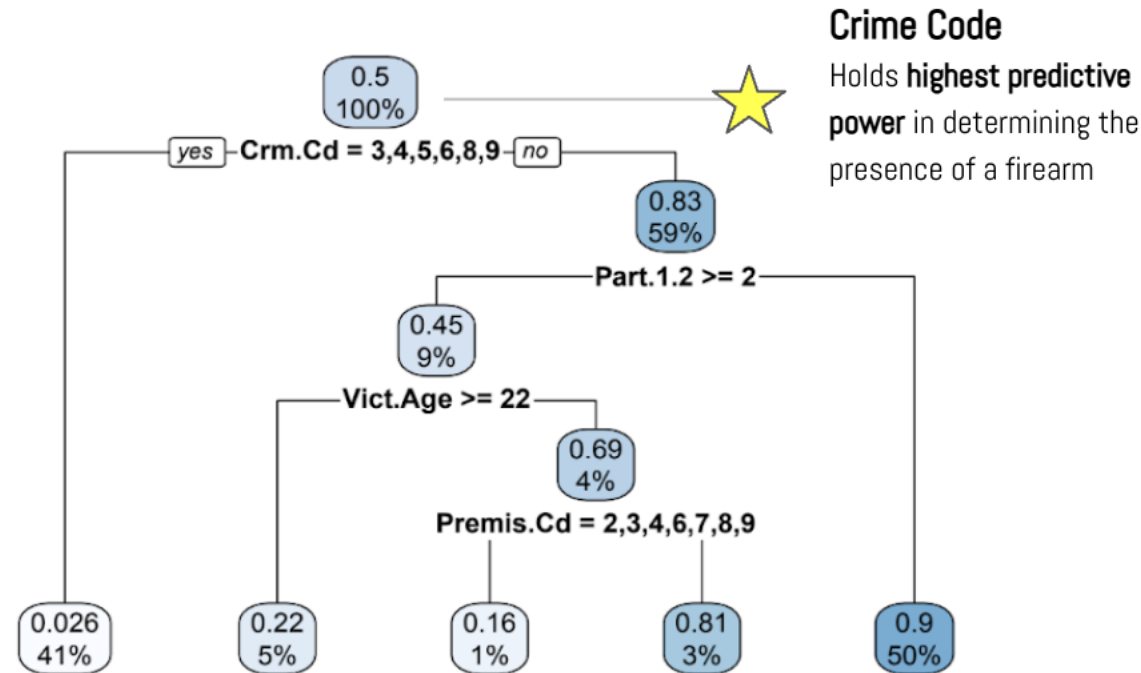 Crime Code
Holds highest predictive
power in determining the
presence of a firearm
0.5
100%
yes Crm.Cd = 3,4,5,6,8,9 no
0.83
59%
Part.1.2 >= 2
0.45
9%
Vict.Age >= 22
0.69
4%
Premis.Cd = 2,3,4,6,7,8,9
0.026
41%
0.22
5%
0.16
1%
0.81
3%
0.9
50%